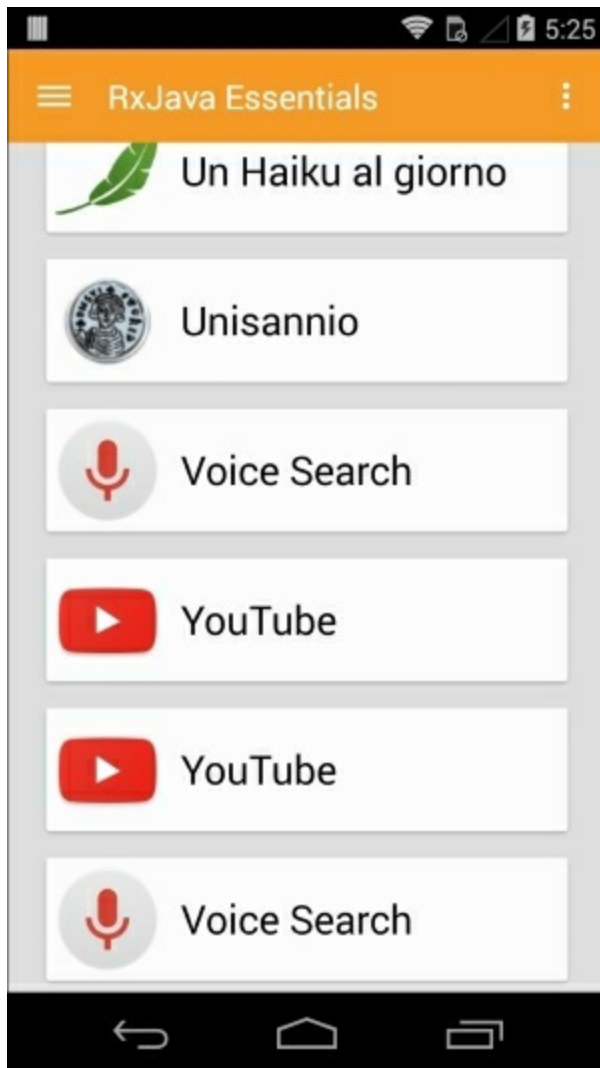 5:25
RxJava Essentials
Un Haiku al giorno
Unisannio
Voice Search
YouTube
YouTube
Voice Search